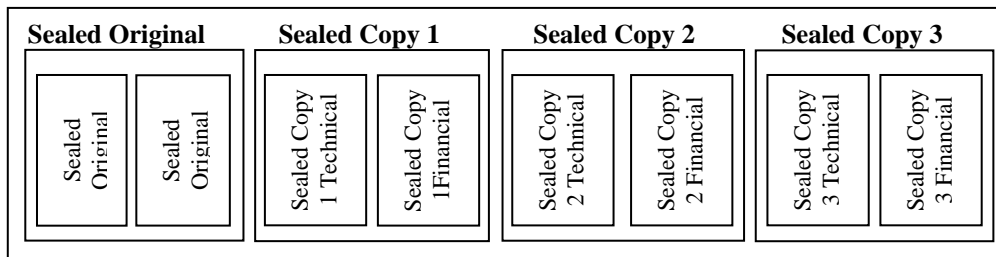 Sealed Original
Sealed Copy 1
Sealed Copy 2
Sealed Copy 3
Sealed
Original
Sealed
Original
Sealed Copy
1 Technical
Sealed Copy
1Financial
Sealed Copy
2 Technical
Sealed Copy
2 Financial
Sealed Copy
3 Technical
Sealed Copy
3 Financial